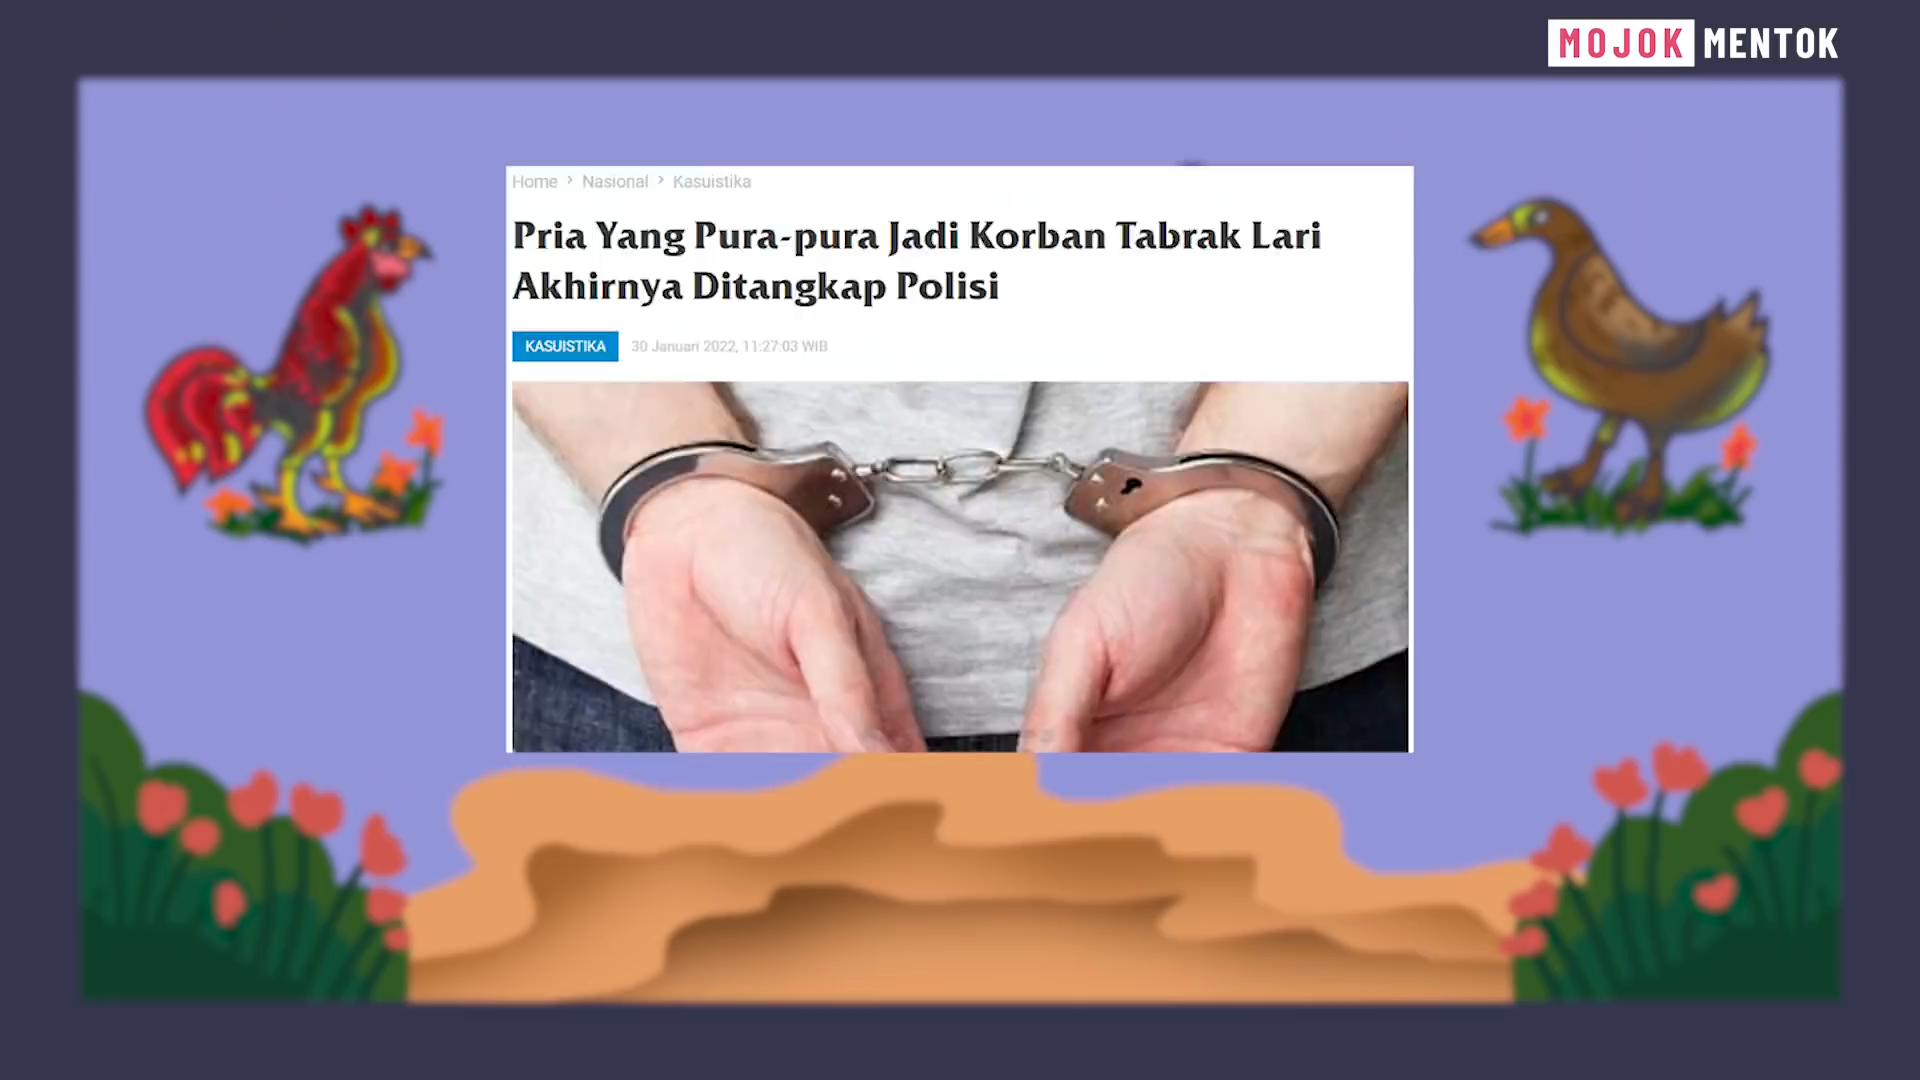 MOJOK MENTOK
Home > Nasional > Kasuistika
Pria Yang Pura-pura Jadi Korban Tabrak Lari
Akhirnya Ditangkap Polisi
KASUISTIKA 30 Januari 2022, 11:27:03 WIB